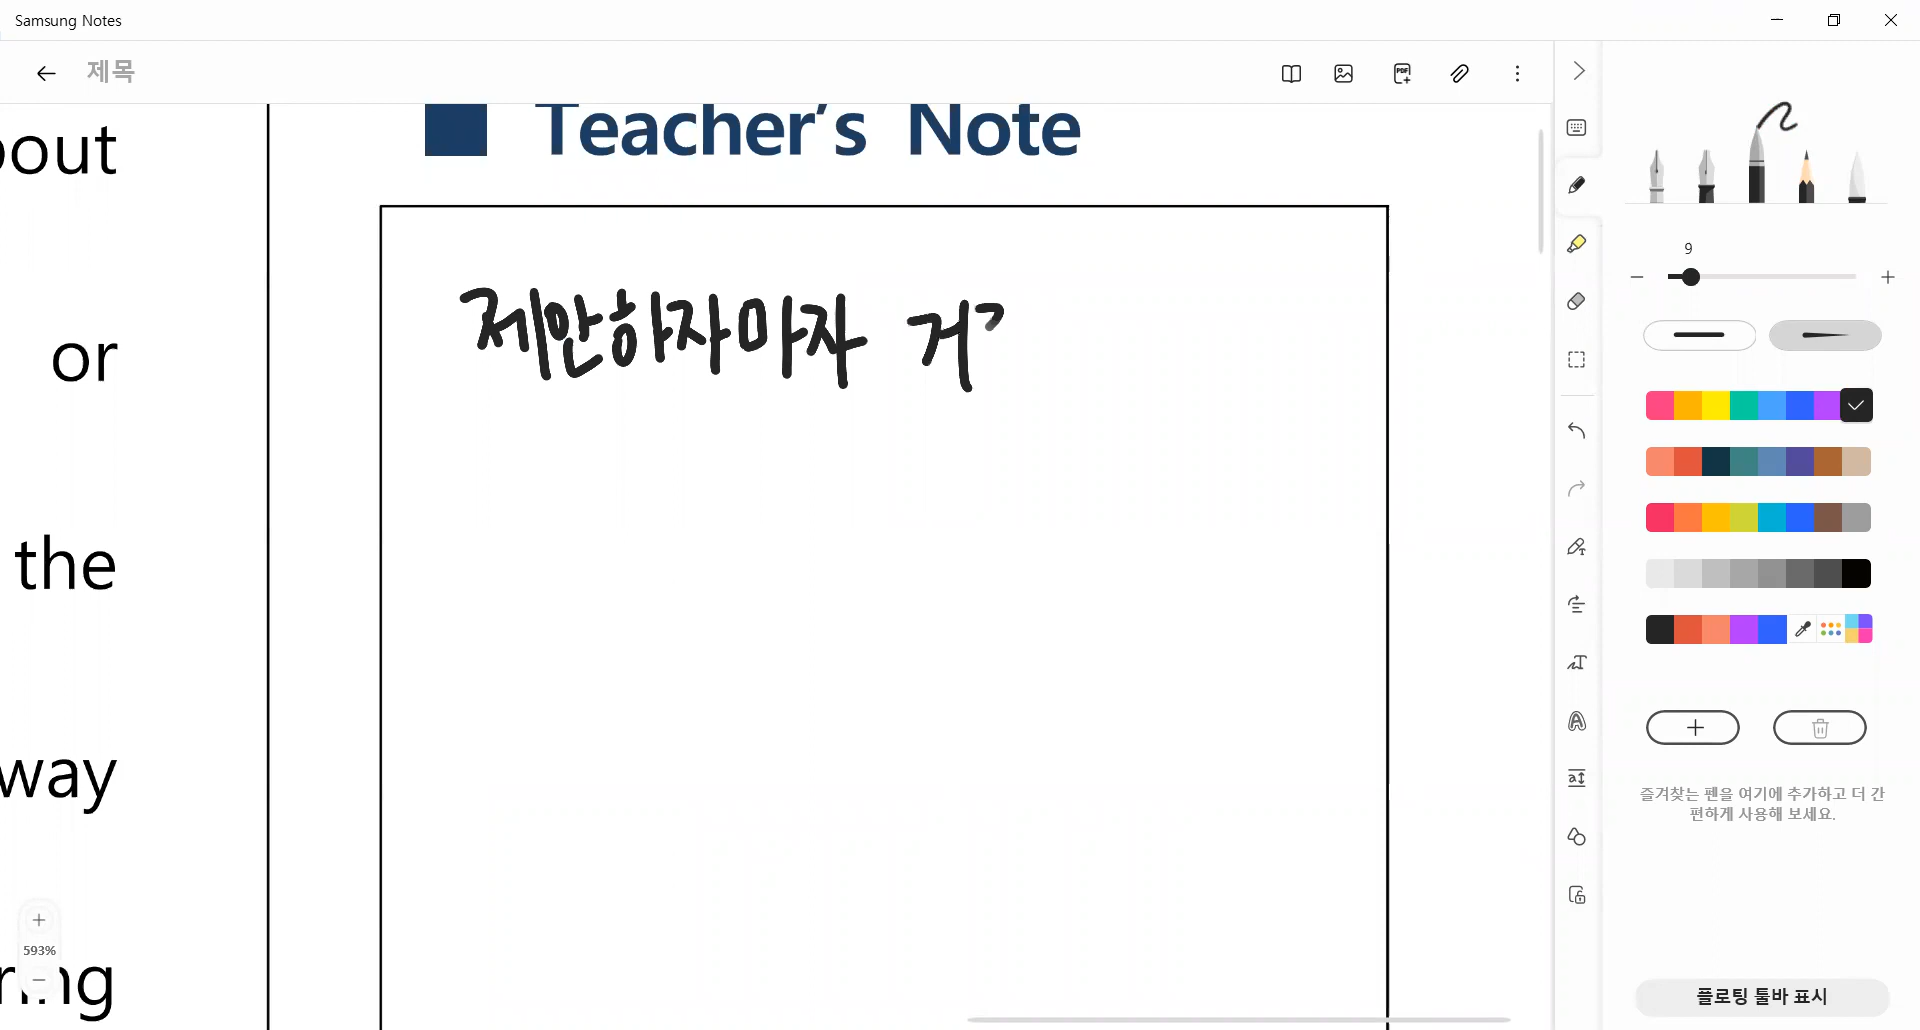 Samsung Notes
제목
out
or
the
way
Teacher's Note
제안하자마자 거
9
593%
즐겨찾는 펜을 여기에 추가하고 더 간
편하게 사용해 보세요.
플로팅 툴바 표시